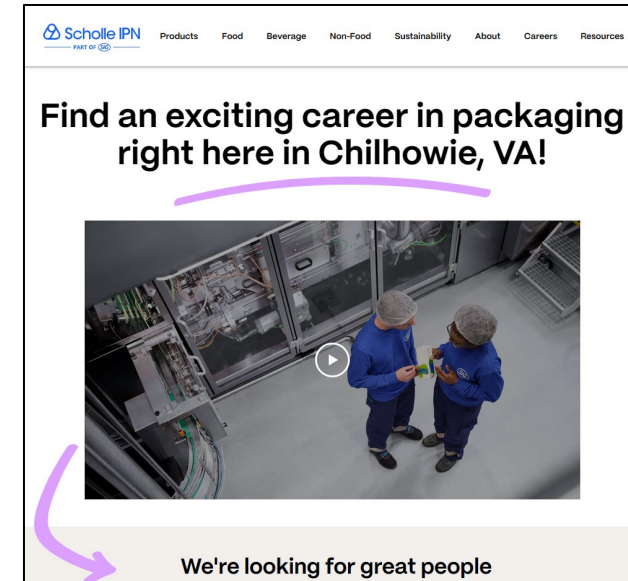 Scholle IPN
PART OF SIG
Products Food Beverage Non-Food Sustainability About Careers Resources
Find an exciting career in packaging
right here in Chilhowie, VA!
SIG
We're looking for great people